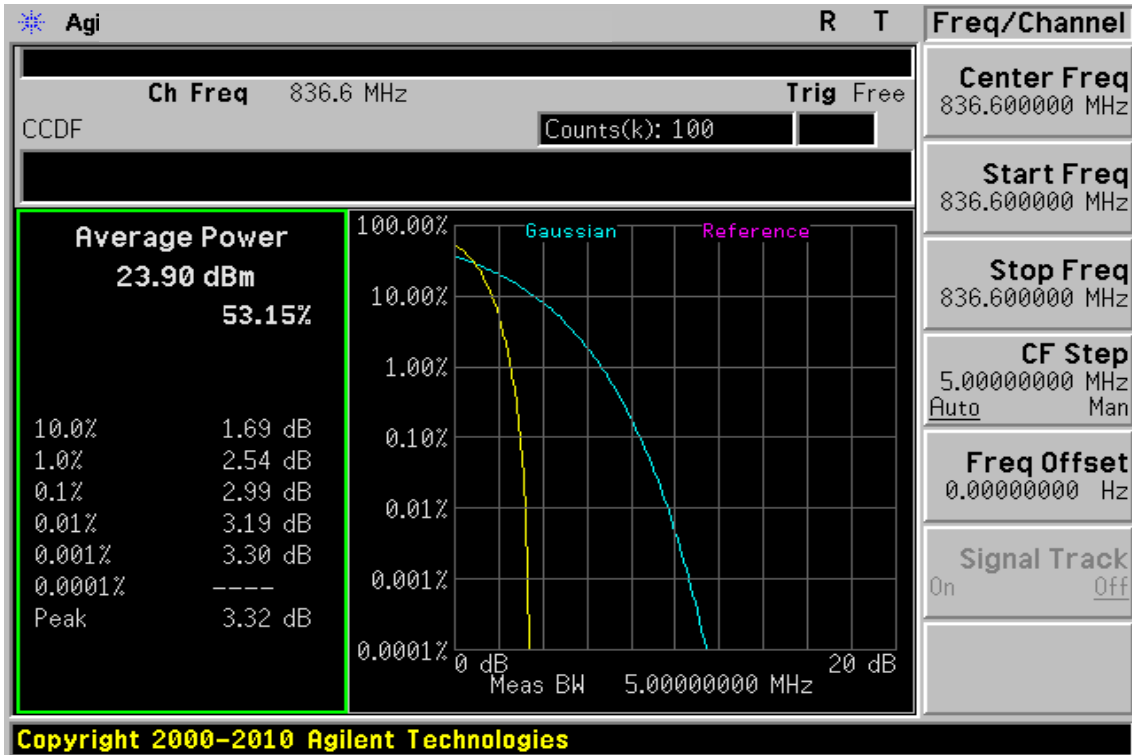 Agi R T
Freq/Channel
Ch Freq 836.6 MHz Trig Free
CCDF Counts(k): 100
Average Power
23.90 dBm
53.15%
10.0% 1.69 dB
1.0% 2.54 dB
0.1% 2.99 dB
0.01% 3.19 dB
0.001% 3.30 dB
0.0001% ----
Peak 3.32 dB
Gaussian Reference
100.00%
10.00%
1.00%
0.10%
0.01%
0.001%
0.0001%
0 dB 20 dB
Meas BW 5.00000000 MHz
Center Freq
836.600000 MHz
Start Freq
836.600000 MHz
Stop Freq
836.600000 MHz
CF Step
5.00000000 MHz
Auto Man
Freq Offset
0.00000000 Hz
Signal Track
On Off
Copyright 2000-2010 Agilent Technologies